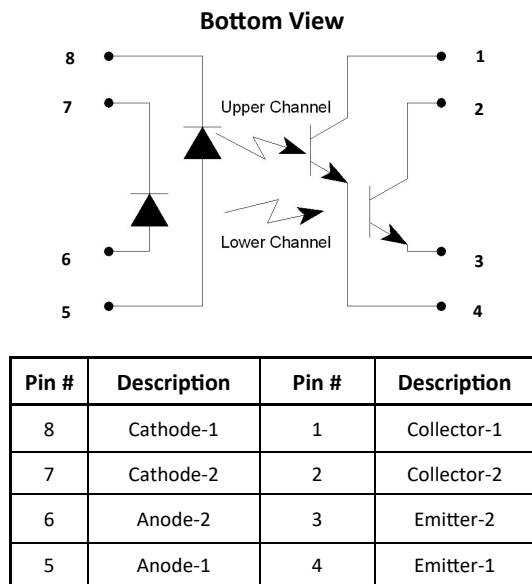 Bottom View
8 1
7 2
Upper Channel
Lower Channel
6 3
5 4
Pin # Description Pin # Description
8 Cathode-1 1 Collector-1
7 Cathode-2 2 Collector-2
6 Anode-2 3 Emitter-2
5 Anode-1 4 Emitter-1